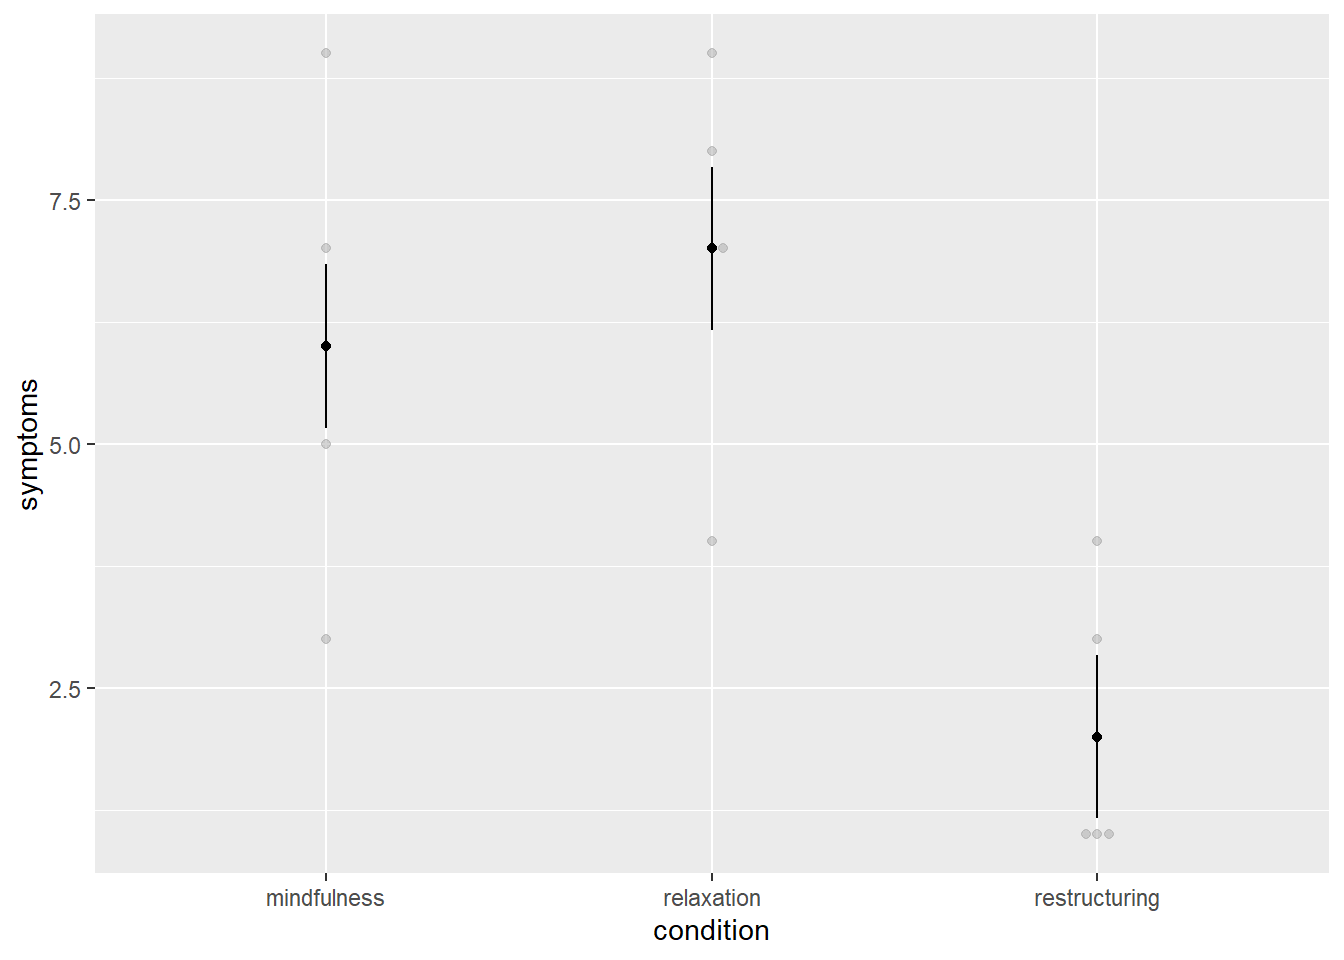 symptoms
7.5
5.0
2.5
mindfulness
relaxation
restructuring
condition